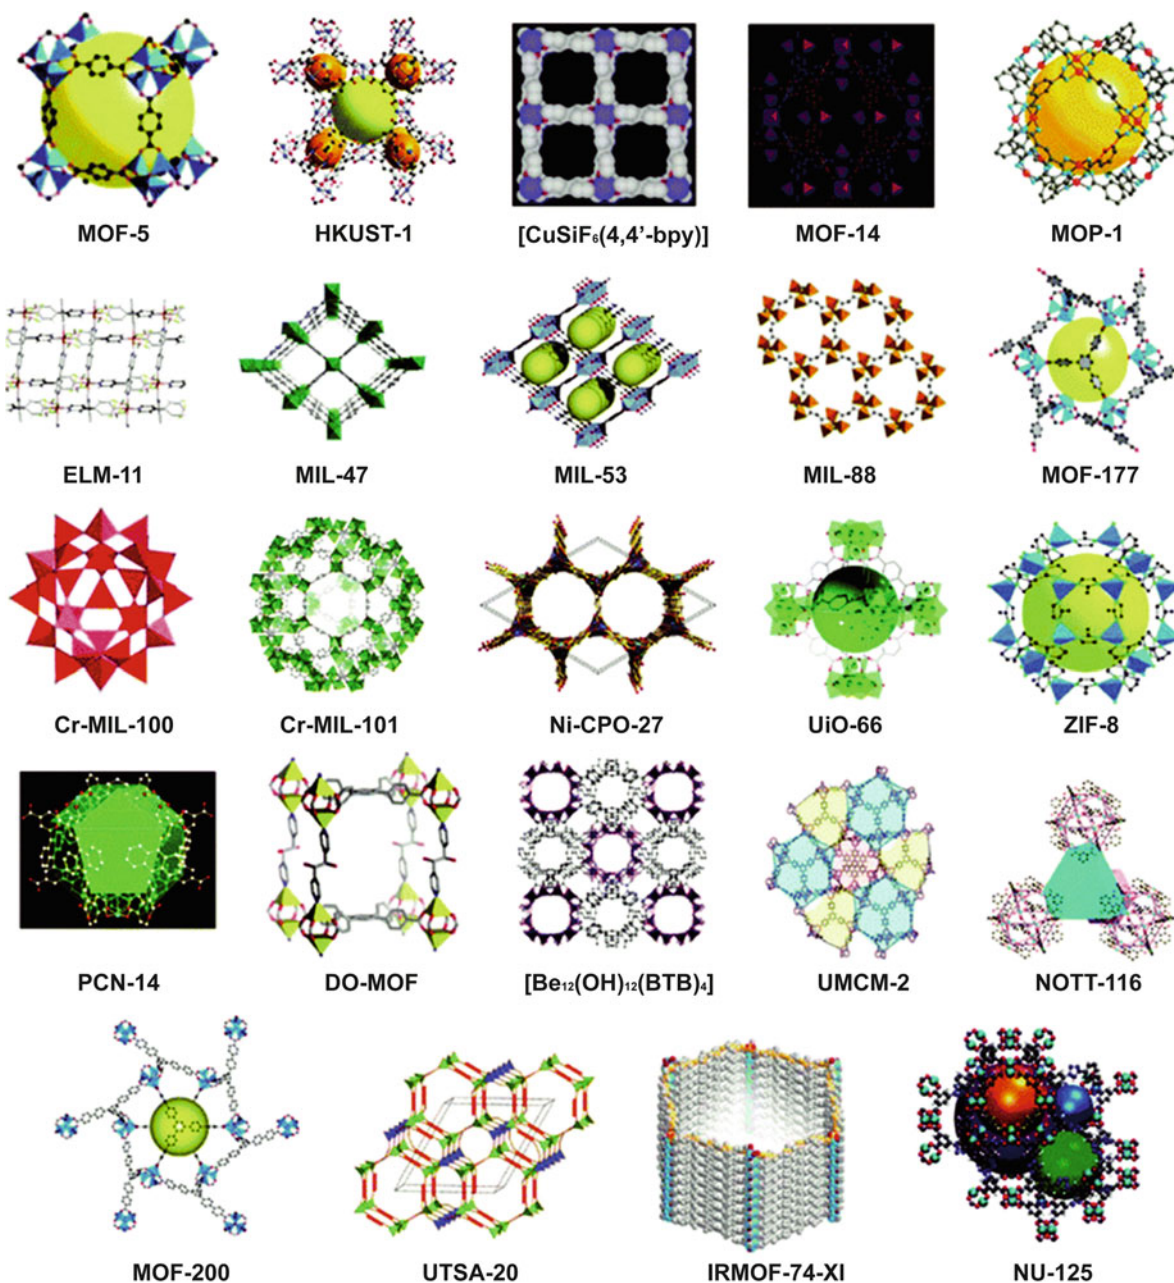 MOF-5 HKUST-1 [CuSiF₆(4,4’-bpy)] MOF-14 MOP-1
ELM-11 MIL-47 MIL-53 MIL-88 MOF-177
Cr-MIL-100 Cr-MIL-101 Ni-CPO-27 UiO-66 ZIF-8
PCN-14 DO-MOF [Be₁₂(OH)₁₂(BTB)₄] UMCM-2 NOTT-116
MOF-200 UTSA-20 IRMOF-74-XI NU-125